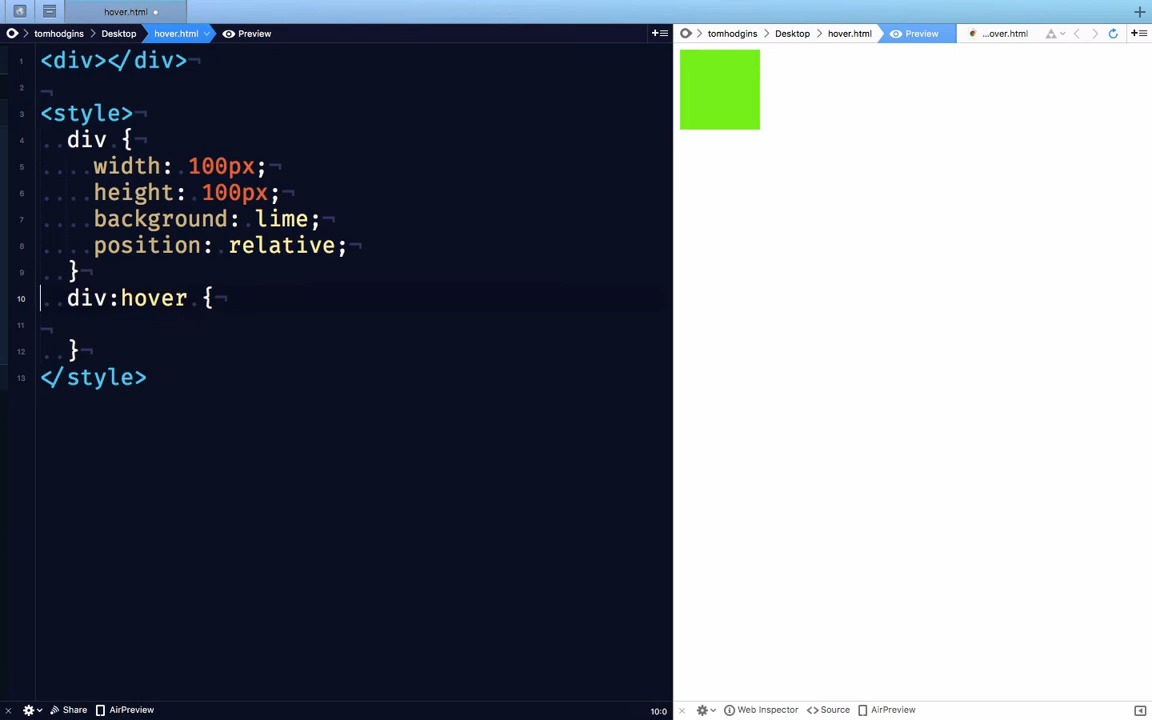 hover.html
tomhodgins Desktop hover.html Preview
tomhodgins Desktop hover.html Preview ...over.html
1 <div></div>
2
3 <style>
4 div {
5 width: 100px;
6 height: 100px;
7 background: lime;
8 position: relative;
9 }
10 div:hover {
11
12 }
13 </style>
Share AirPreview 10:0
Web Inspector Source AirPreview